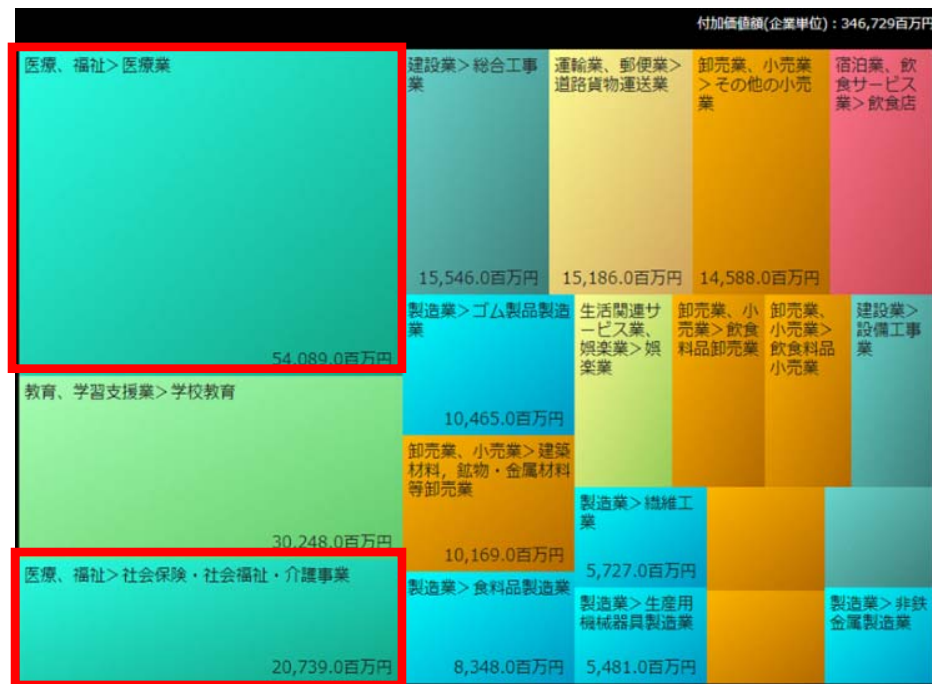 付加価値額(企業単位) : 346,729百万円
医療、福祉＞医療業
54,089.0百万円
教育、学習支援業＞学校教育
30,248.0百万円
医療、福祉＞社会保険・社会福祉・介護事業
20,739.0百万円
建設業＞総合工事
業
15,546.0百万円
運輸業、郵便業＞
道路貨物運送業
15,186.0百万円
卸売業、小売業
＞その他の小売
業
14,588.0百万円
宿泊業、飲
食サービス
業＞飲食店
製造業＞ゴム製品製造
業
10,465.0百万円
卸売業、小売業＞建築
材料，鉱物・金属材料
等卸売業
10,169.0百万円
製造業＞食料品製造業
8,348.0百万円
生活関連サ
ービス業、
娯楽業＞娯
楽業
卸売業、小
売業＞飲食
料品卸売業
卸売業、
小売業＞
飲食料品
小売業
建設業＞
設備工事
業
製造業＞繊維工
業
5,727.0百万円
製造業＞生産用
機械器具製造業
5,481.0百万円
製造業＞非鉄
金属製造業